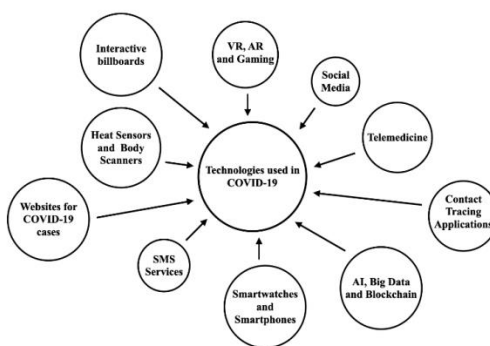 Interactive
billboards
VR, AR
and Gaming
Social
Media
Heat Sensors
and Body
Scanners
Technologies used in
COVID-19
Telemedicine
Websites for
COVID-19
cases
Contact
Tracing
Applications
SMS
Services
Smartwatches
and
Smartphones
AI, Big Data
and Blockchain